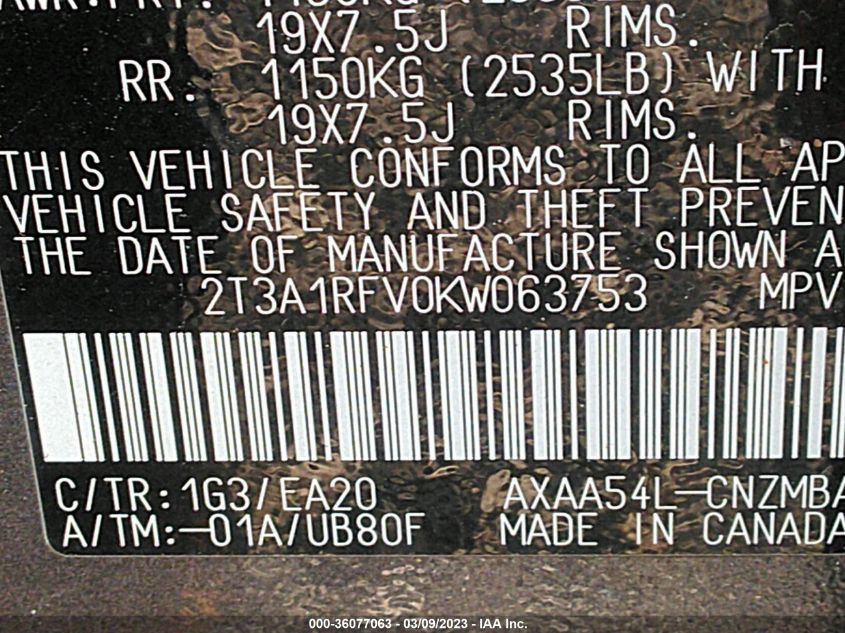 19X7.5J RIMS.
RR. 1150KG (2535LB) WITH
19X7.5J RIMS.
THIS VEHICLE CONFORMS TO ALL AP
VEHICLE SAFETY AND THEFT PREVEN
THE DATE OF MANUFACTURE SHOWN A
2T3A1RFV0KW063753 MPV
C/TR:1G3/EA20 AXAA54L-CNZMBA
A/TM:-01A/UB80F MADE IN CANADA
000-36077063 - 03/09/2023 - IAA Inc.